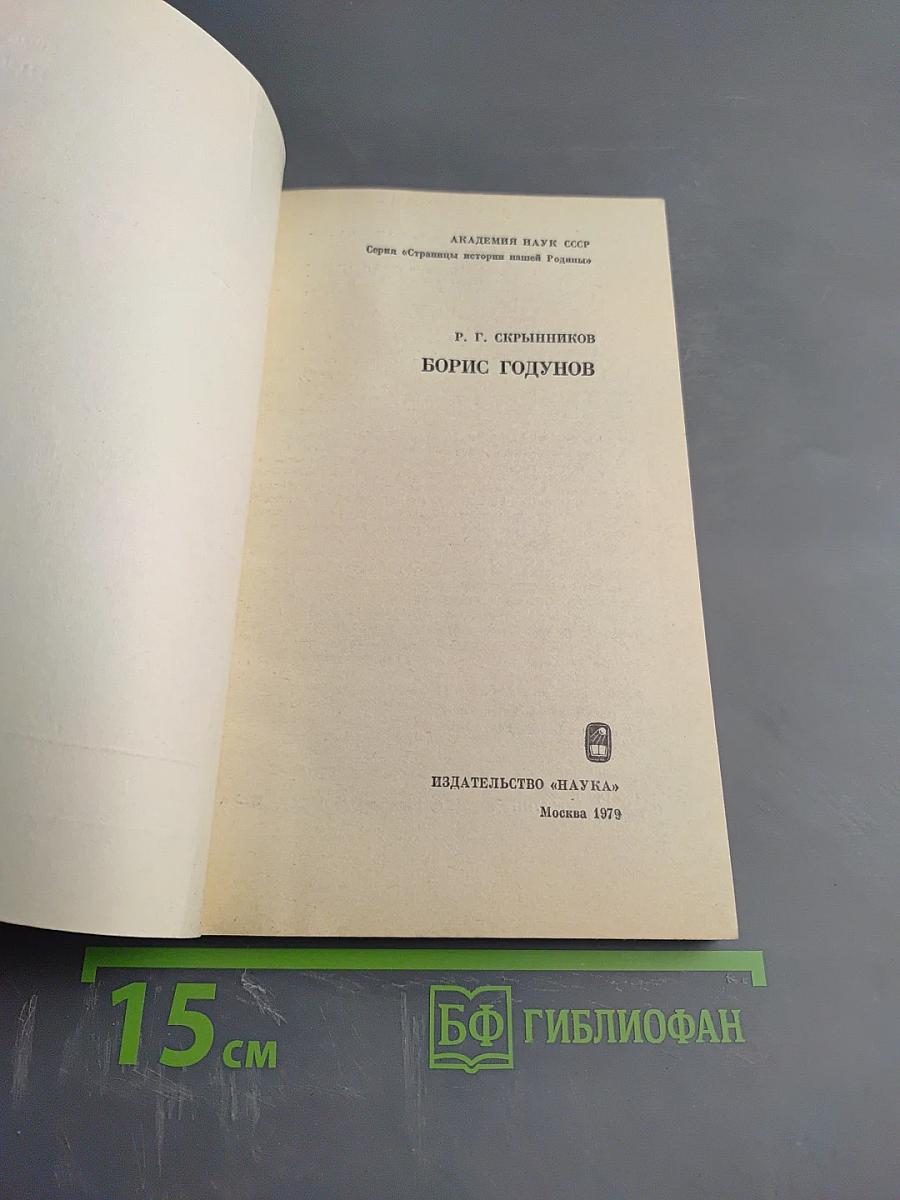 АКАДЕМИЯ НАУК СССР
Серия «Страницы истории нашей Родины»
Р. Г. СКРЫННИКОВ
БОРИС ГОДУНОВ
ИЗДАТЕЛЬСТВО «НАУКА»
Москва 1979
15 см
БФ ГИБЛИОФАН